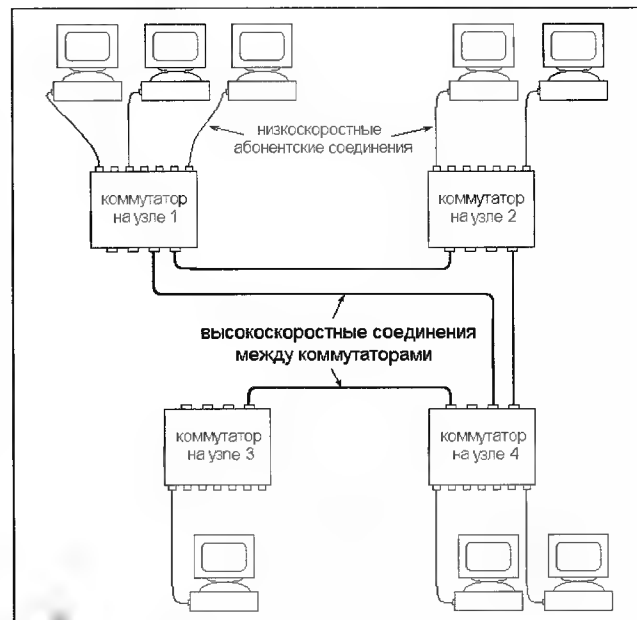 низкоскоростные
абонентские соединения
коммутатор
на узле 1
коммутатор
на узле 2
высокоскоростные соединения
между коммутаторами
коммутатор
на узле 3
коммутатор
на узле 4